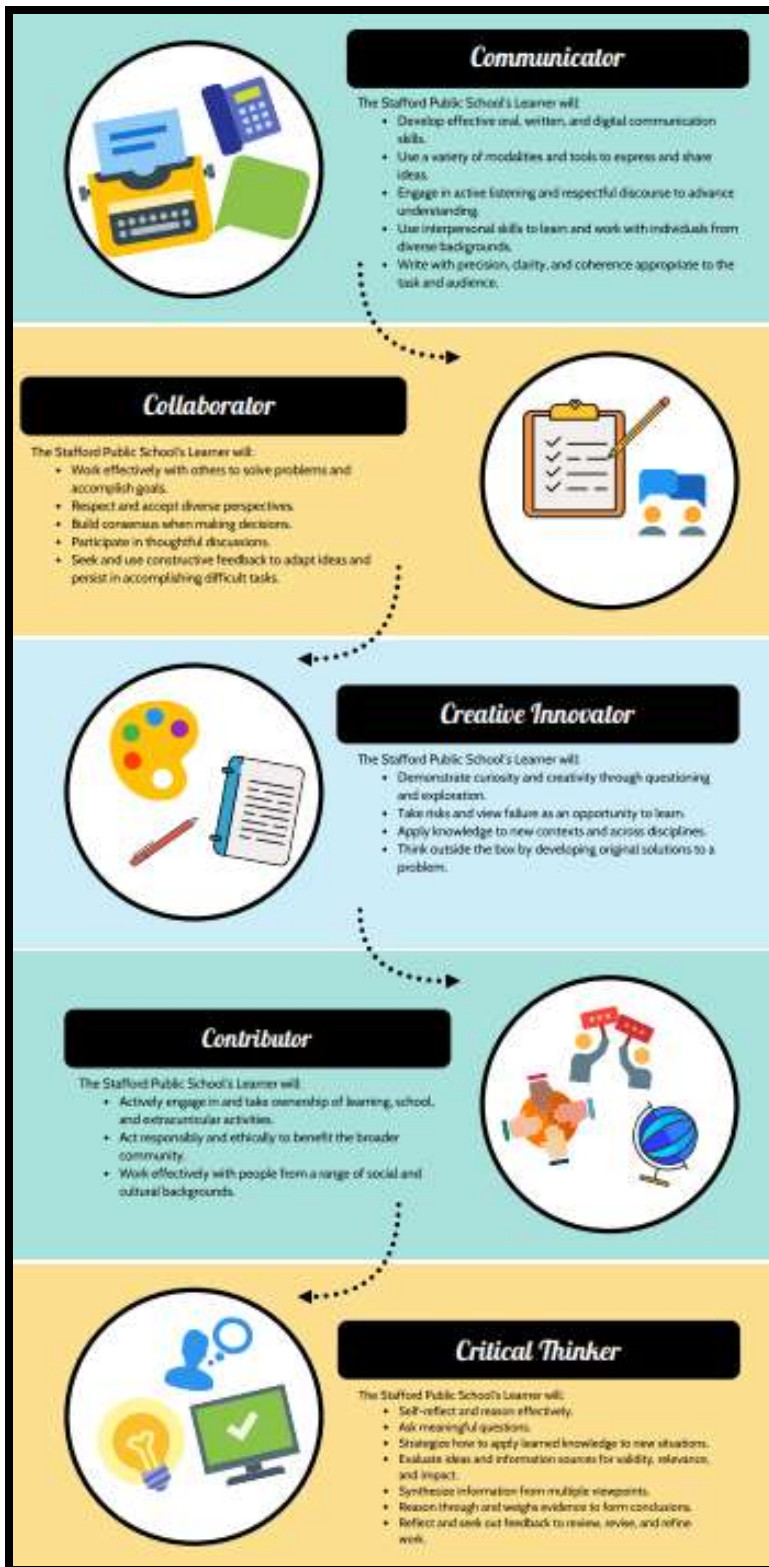 Communicator
The Stafford Public School's Learner will:
• Develop effective oral, written, and digital communication
skills.
• Use a variety of modalities and tools to express and share
ideas.
• Engage in active listening and respectful discourse to advance
understanding.
• Use interpersonal skills to learn and work with individuals from
diverse backgrounds.
• Write with precision, clarity, and coherence appropriate to the
task and audience.
Collaborator
The Stafford Public School's Learner will:
• Work effectively with others to solve problems and
accomplish goals.
• Respect and accept diverse perspectives.
• Build consensus when making decisions.
• Participate in thoughtful discussions.
• Seek and use constructive feedback to adapt ideas and
persist in accomplishing difficult tasks.
Creative Innovator
The Stafford Public School's Learner will:
• Demonstrate curiosity and creativity through questioning
and exploration.
• Take risks and view failure as an opportunity to learn.
• Apply knowledge to new contexts and across disciplines.
• Think outside the box by developing original solutions to a
problem.
Contributor
The Stafford Public School's Learner will:
• Actively engage in and take ownership of learning, school,
and extracurricular activities.
• Act responsibly and ethically to benefit the broader
community.
• Work effectively with people from a range of social and
cultural backgrounds.
Critical Thinker
The Stafford Public School's Learner will:
• Self-reflect and reason effectively.
• Ask meaningful questions.
• Strategize how to apply learned knowledge to new situations.
• Evaluate ideas and information sources for validity, relevance,
and impact.
• Synthesize information from multiple viewpoints.
• Reason through and weighs evidence to form conclusions.
• Reflect and seek out feedback to review, revise, and refine
work.